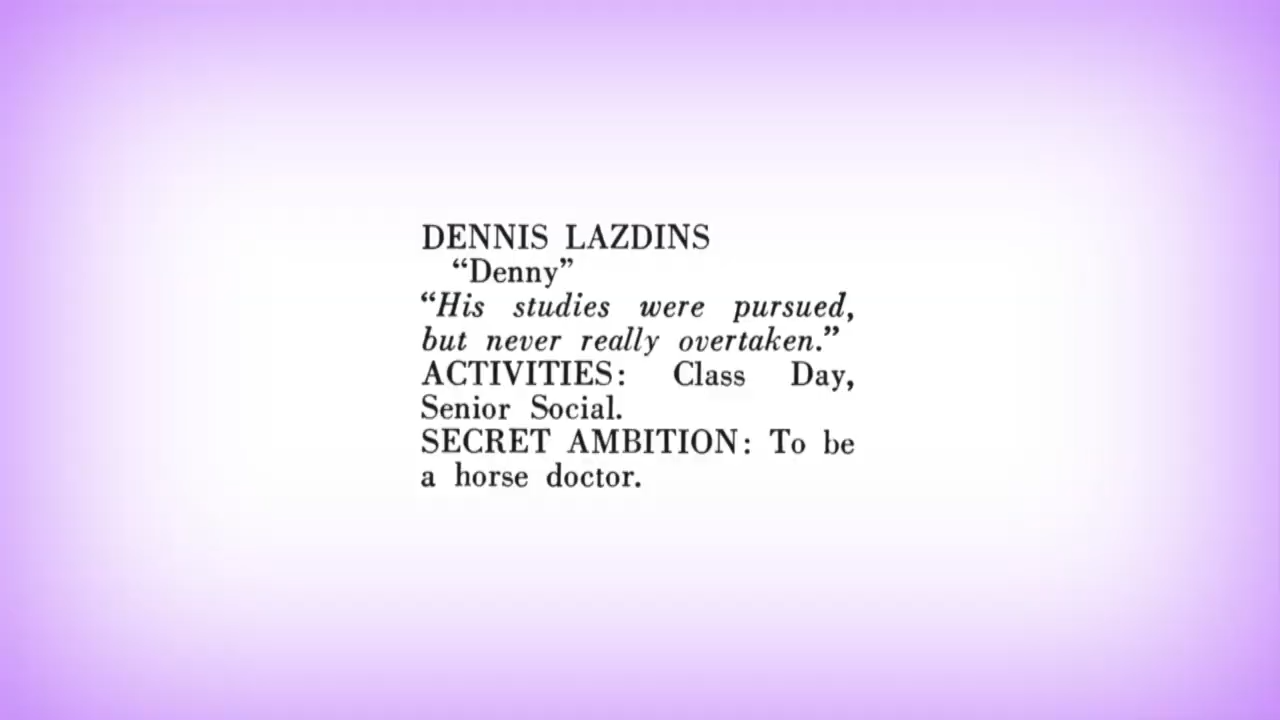 DENNIS LAZDINS
“Denny”
“His studies were pursued,
but never really overtaken.”
ACTIVITIES: Class Day,
Senior Social.
SECRET AMBITION: To be
a horse doctor.